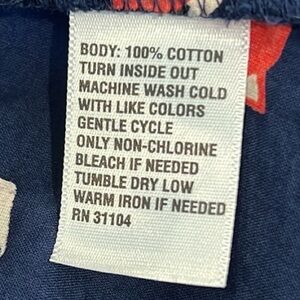 BODY: 100% COTTON
TURN INSIDE OUT
MACHINE WASH COLD
WITH LIKE COLORS
GENTLE CYCLE
ONLY NON-CHLORINE
BLEACH IF NEEDED
TUMBLE DRY LOW
WARM IRON IF NEEDED
RN 31104